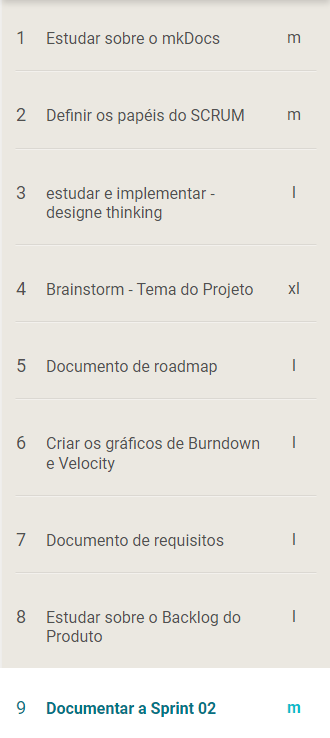 1 Estudar sobre o mkDocs m
2 Definir os papéis do SCRUM m
3 estudar e implementar - l
designe thinking
4 Brainstorm - Tema do Projeto xl
5 Documento de roadmap l
6 Criar os gráficos de Burndown l
e Velocity
7 Documento de requisitos l
8 Estudar sobre o Backlog do l
Produto
9 Documentar a Sprint 02 m